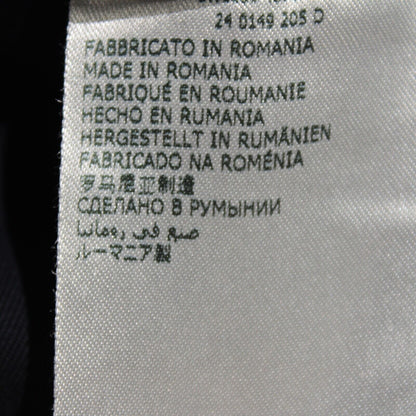 24 0149 205 D
FABBRICATO IN ROMANIA
MADE IN ROMANIA
FABRIQUÉ EN ROUMANIE
HECHO EN RUMANIA
HERGESTELLT IN RUMÄNIEN
FABRICADO NA ROMÉNIA
罗马尼亚制造
СДЕЛАНО В РУМЫНИИ
صنع في رومانيا
ルーマニア製